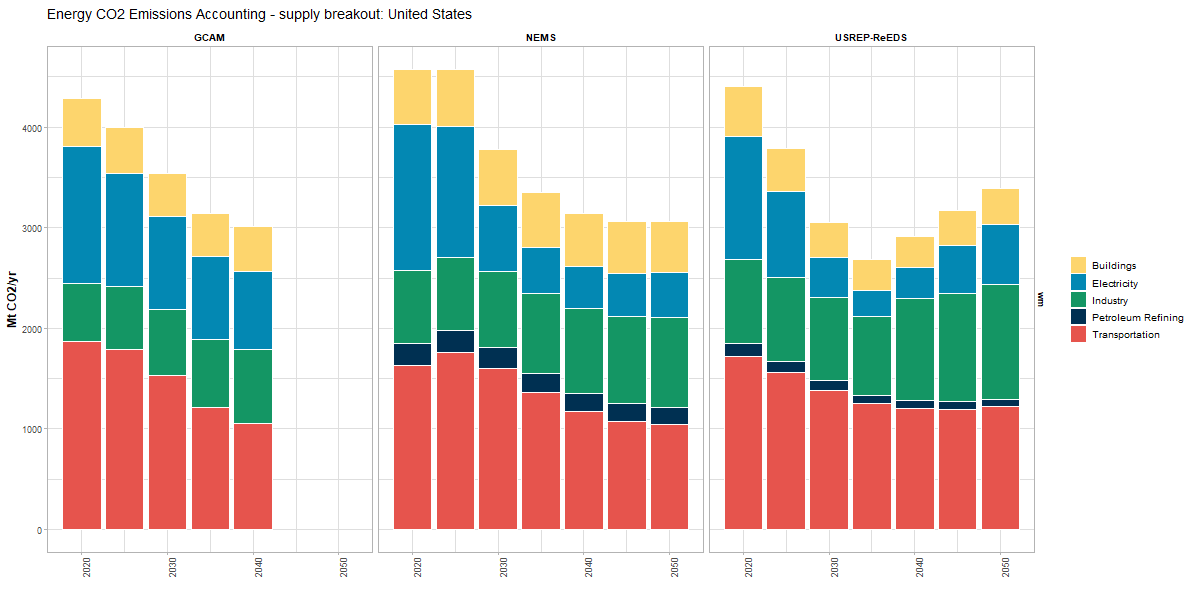 Energy CO2 Emissions Accounting - supply breakout: United States
GCAM
NEMS
USREP-ReEDS
Mt CO2/yr
4000
3000
2000
1000
0
2020
2030
2040
2050
2020
2030
2040
2050
2020
2030
2040
2050
wm
Buildings
Electricity
Industry
Petroleum Refining
Transportation